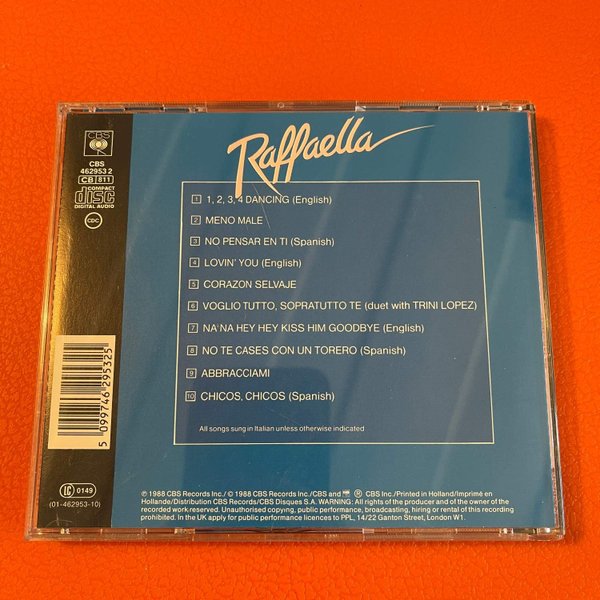 CBS
CBS
462953 2
CB 811
COMPACT
disc
DIGITAL AUDIO
CDC
5 099746 295325
LC 0149
(01-462953-10)
Raffaella
1 1, 2, 3, 4 DANCING (English)
2 MENO MALE
3 NO PENSAR EN TI (Spanish)
4 LOVIN' YOU (English)
5 CORAZON SELVAJE
6 VOGLIO TUTTO, SOPRATUTTO TE (duet with TRINI LOPEZ)
7 NA'NA HEY HEY KISS HIM GOODBYE (English)
8 NO TE CASES CON UN TORERO (Spanish)
9 ABBRACCIAMI
10 CHICOS, CHICOS (Spanish)
All songs sung in Italian unless otherwise indicated
℗ 1988 CBS Records Inc./ © 1988 CBS Records Inc./CBS and ® CBS Inc./Printed in Holland/Imprimé en
Hollande/Distribution CBS Records/CBS Disques S.A. WARNING: All
rights of the producer and of the owner of the
recorded work reserved. Unauthorised copying, public performance, broadcasting, hiring or rental of this recording
prohibited. In the UK apply for public performance licences to PPL, 14/22 Ganton Street, London W1.